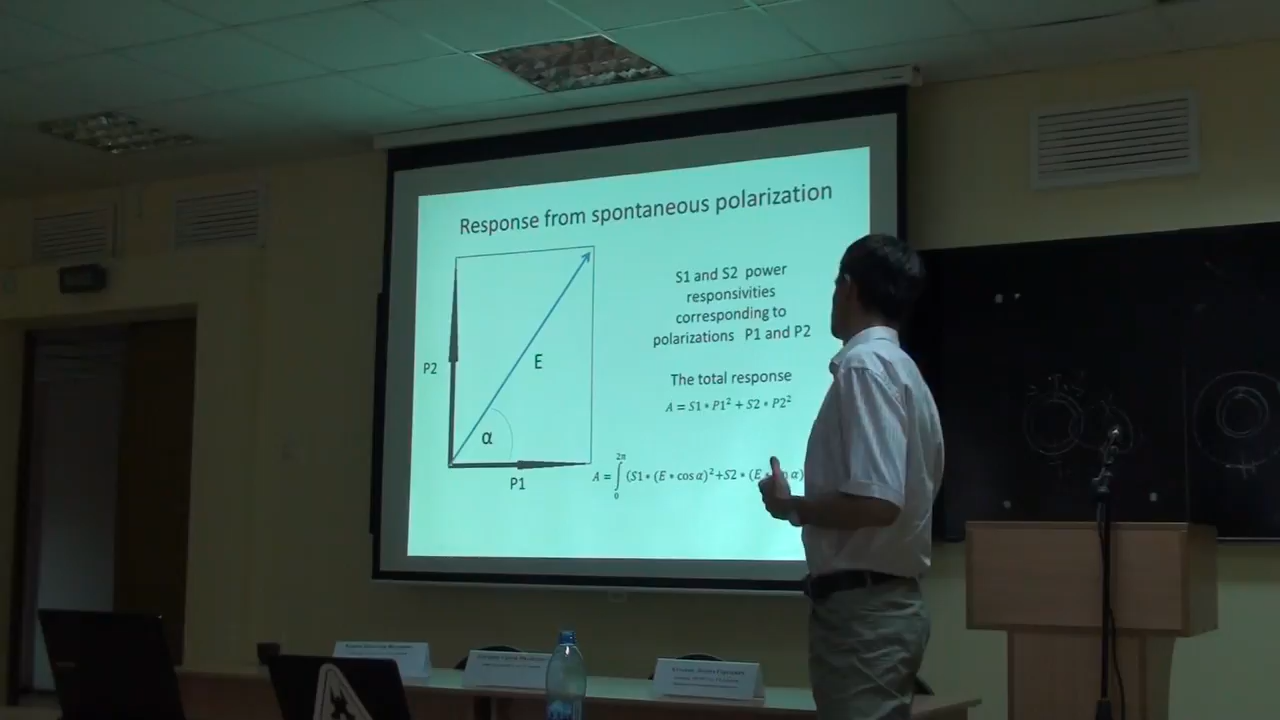 Response from spontaneous polarization
S1 and S2 power
responsivities
corresponding to
polarizations P1 and P2
P2
E
The total response
A = S1 * P1² + S2 * P2²
α
2π
A = ∫ (S1 * (E * cos α)²+S2 * (E * α)
0
P1